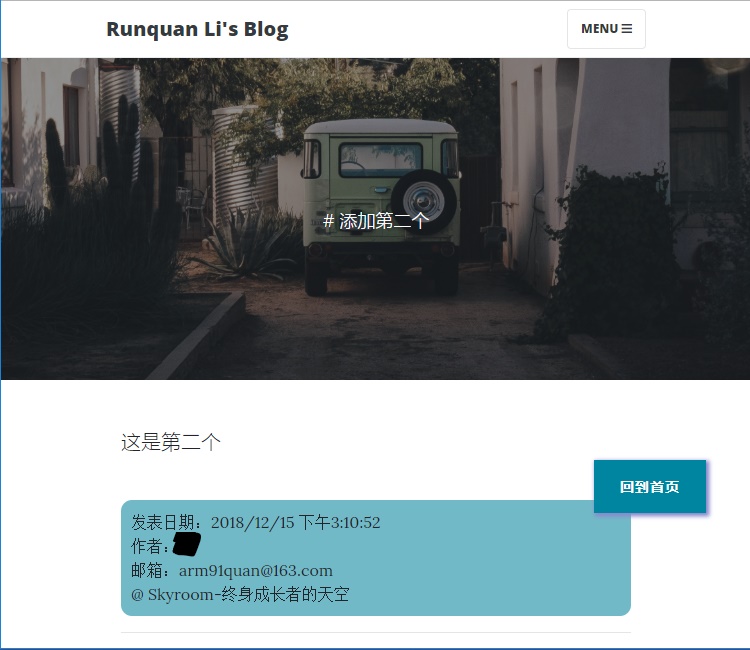 Runquan Li's Blog
MENU
# 添加第二个
这是第二个
回到首页
发表日期：2018/12/15 下午3:10:52
作者：
邮箱：arm91quan@163.com
@ Skyroom-终身成长者的天空